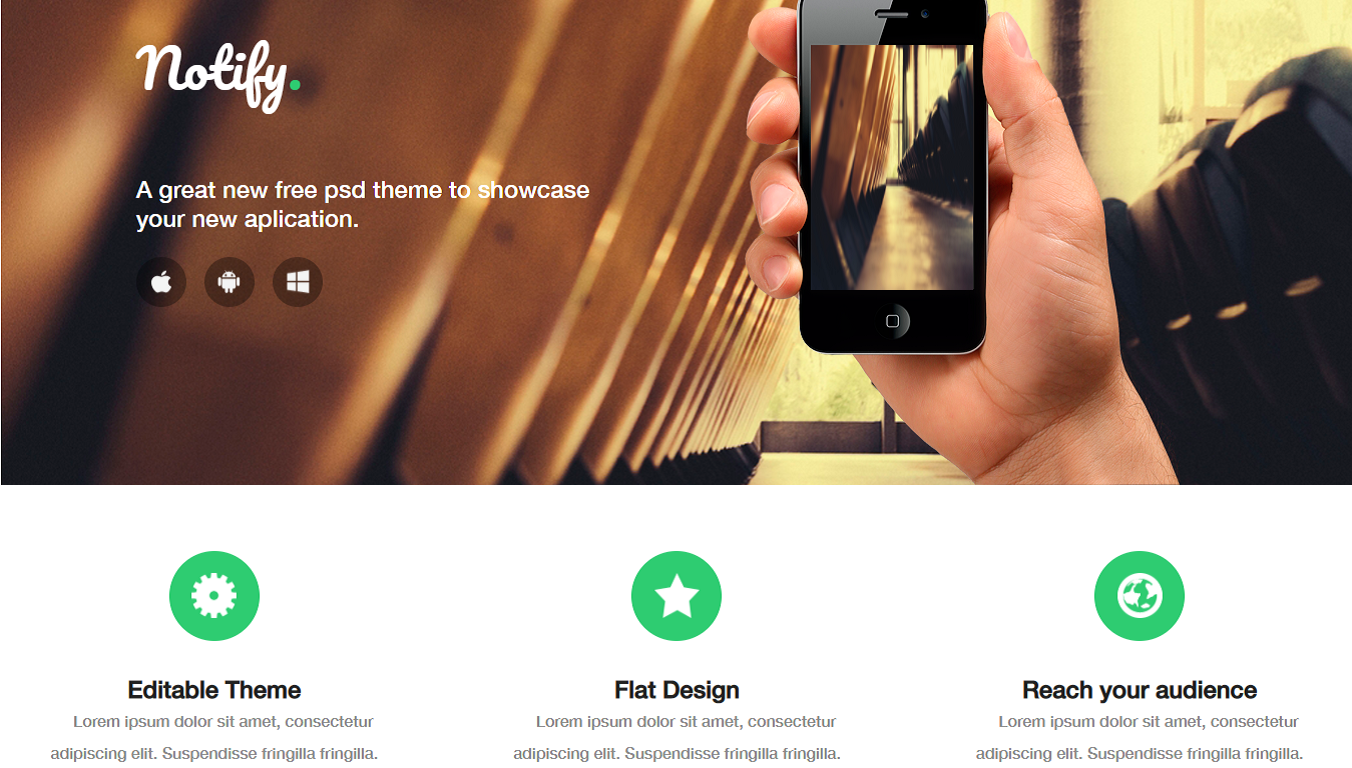 Notify.
A great new free psd theme to showcase
your new aplication.
Editable Theme
Lorem ipsum dolor sit amet, consectetur
adipiscing elit. Suspendisse fringilla fringilla.
Flat Design
Lorem ipsum dolor sit amet, consectetur
adipiscing elit. Suspendisse fringilla fringilla.
Reach your audience
Lorem ipsum dolor sit amet, consectetur
adipiscing elit. Suspendisse fringilla fringilla.